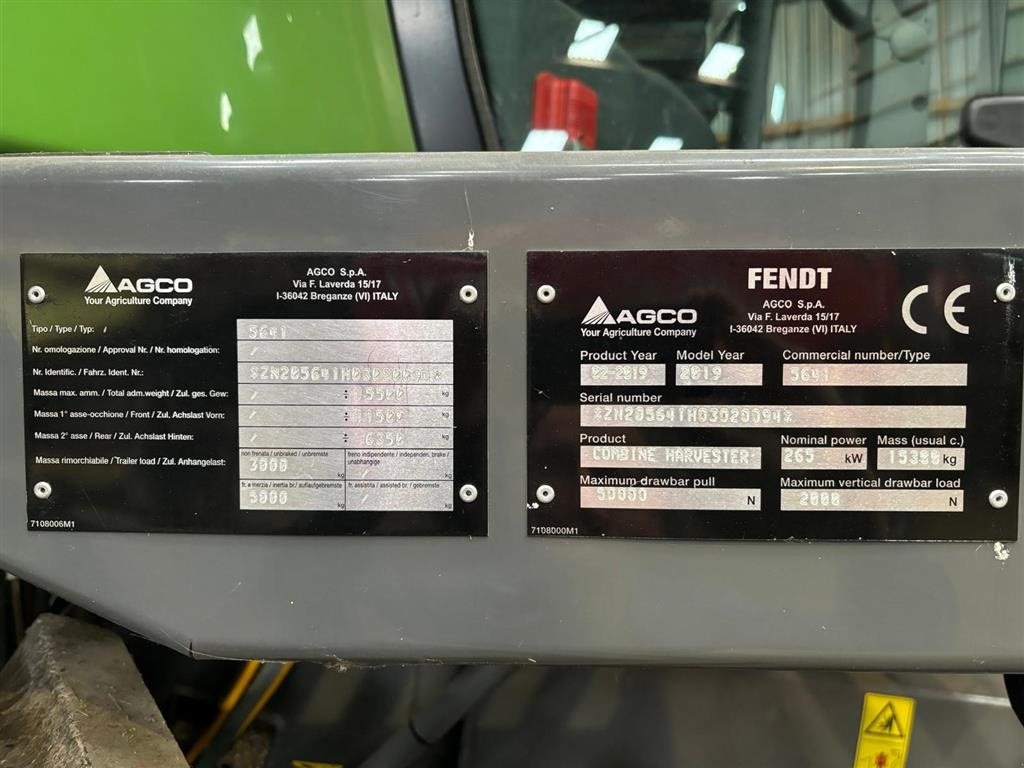 AGCO
Your Agriculture Company
AGCO S.p.A.
Via F. Laverda 15/17
I-36042 Breganze (VI) ITALY
Tipo / Type / Typ: / 5641
Nr. omologazione / Approval Nr. / Nr. homologation: /
Nr. Identific. / Fahrz. Ident. Nr.:
Massa max. amm. / Total adm.weight / Zul. ges. Gew: / ÷ kg
Massa 1° asse-occhione / Front / Zul. Achslast Vorn: / ÷ kg
Massa 2° asse / Rear / Zul. Achslast Hinten: / ÷ 6350 kg
Massa rimorchiabile / Trailer load / Zul. Anhangelast:
non frenata / unbraked / unbremste
3000 kg
freno indipendente / independen. brake / unabhängige
/ kg
fr. a inerzia / inertia br./ auflaufgebremste
5000 kg
fr. assistita / assisted br. / gebremste
/ kg
7108006M1
FENDT
AGCO
Your Agriculture Company
AGCO S.p.A.
Via F. Laverda 15/17
I-36042 Breganze (VI) ITALY
CE
Product Year Model Year Commercial number/Type
02-2019 2019 5641
Serial number
Product Nominal power Mass (usual c.)
COMBINE HARVESTER 265 kW 15300 kg
Maximum drawbar pull Maximum vertical drawbar load
50000 N 2000 N
7108000M1